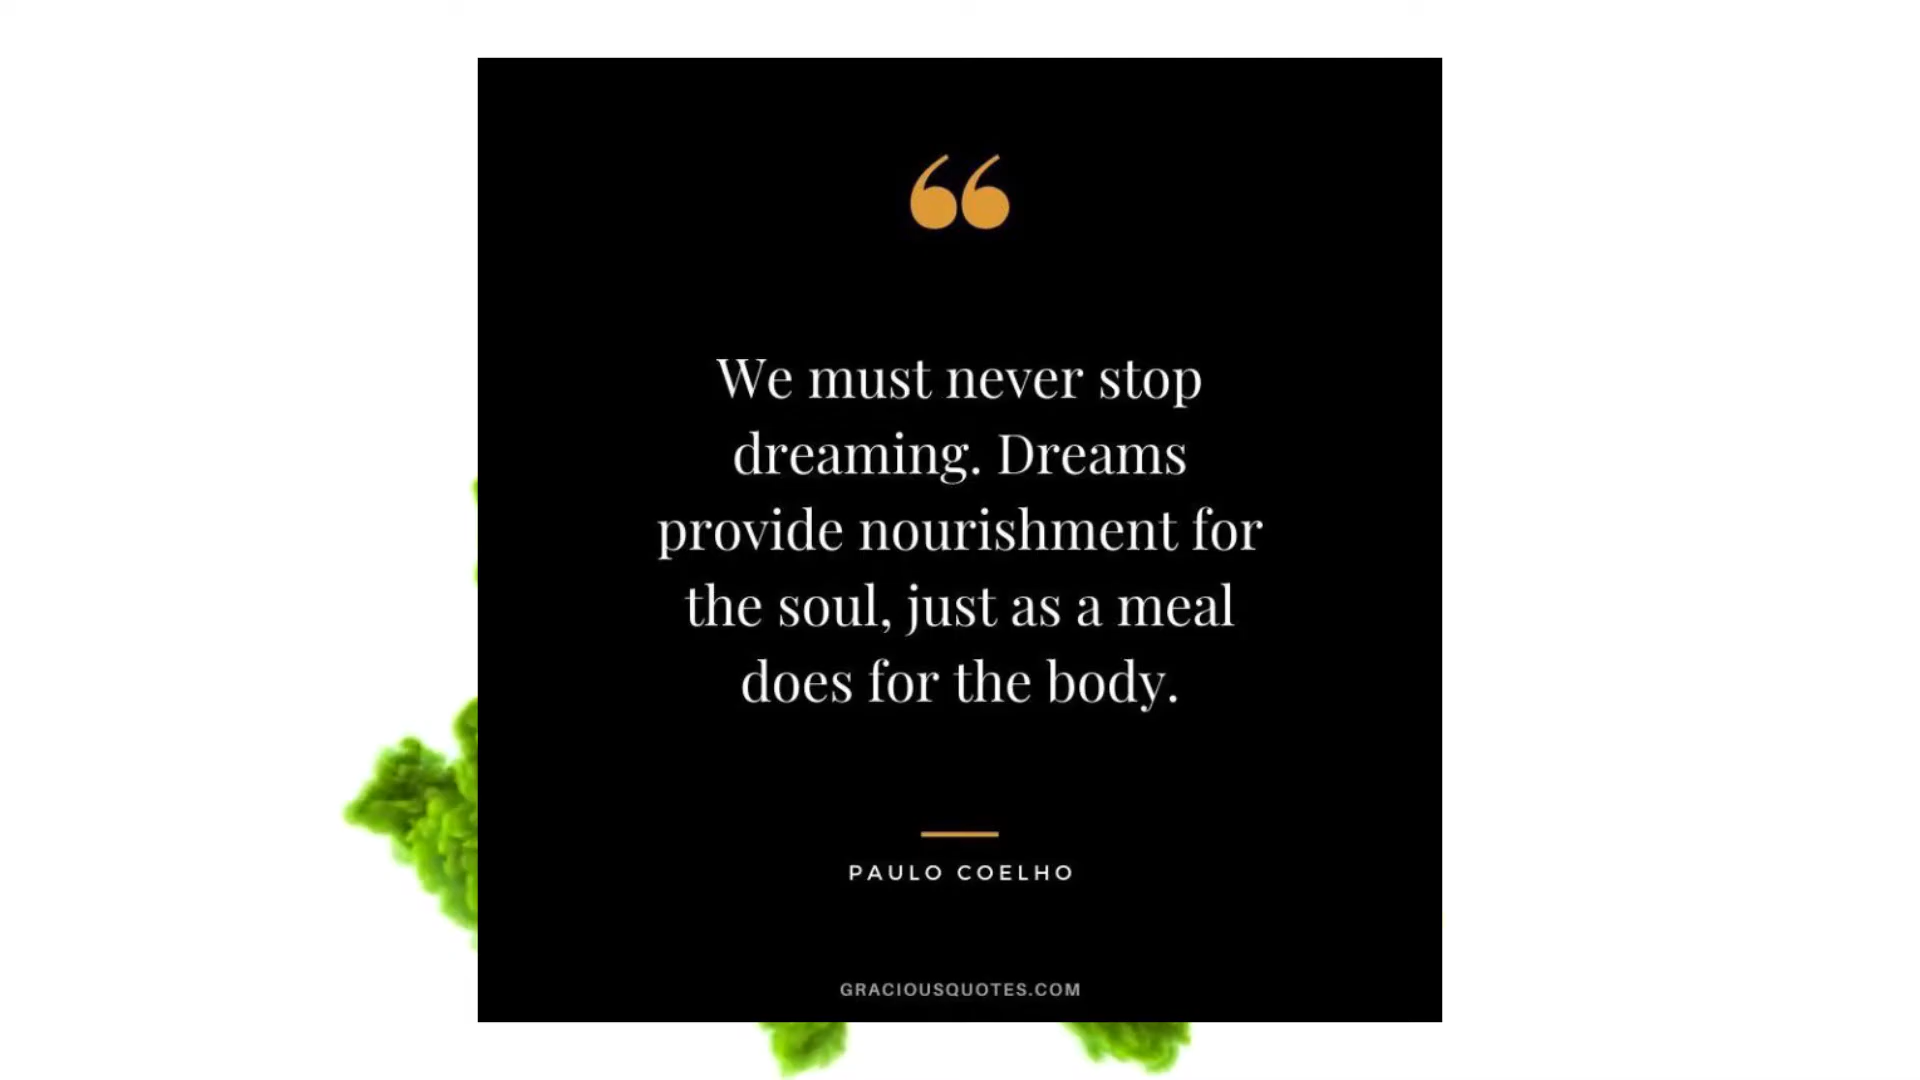 We must never stop
dreaming. Dreams
provide nourishment for
the soul, just as a meal
does for the body.
PAULO COELHO
GRACIOUSQUOTES.COM